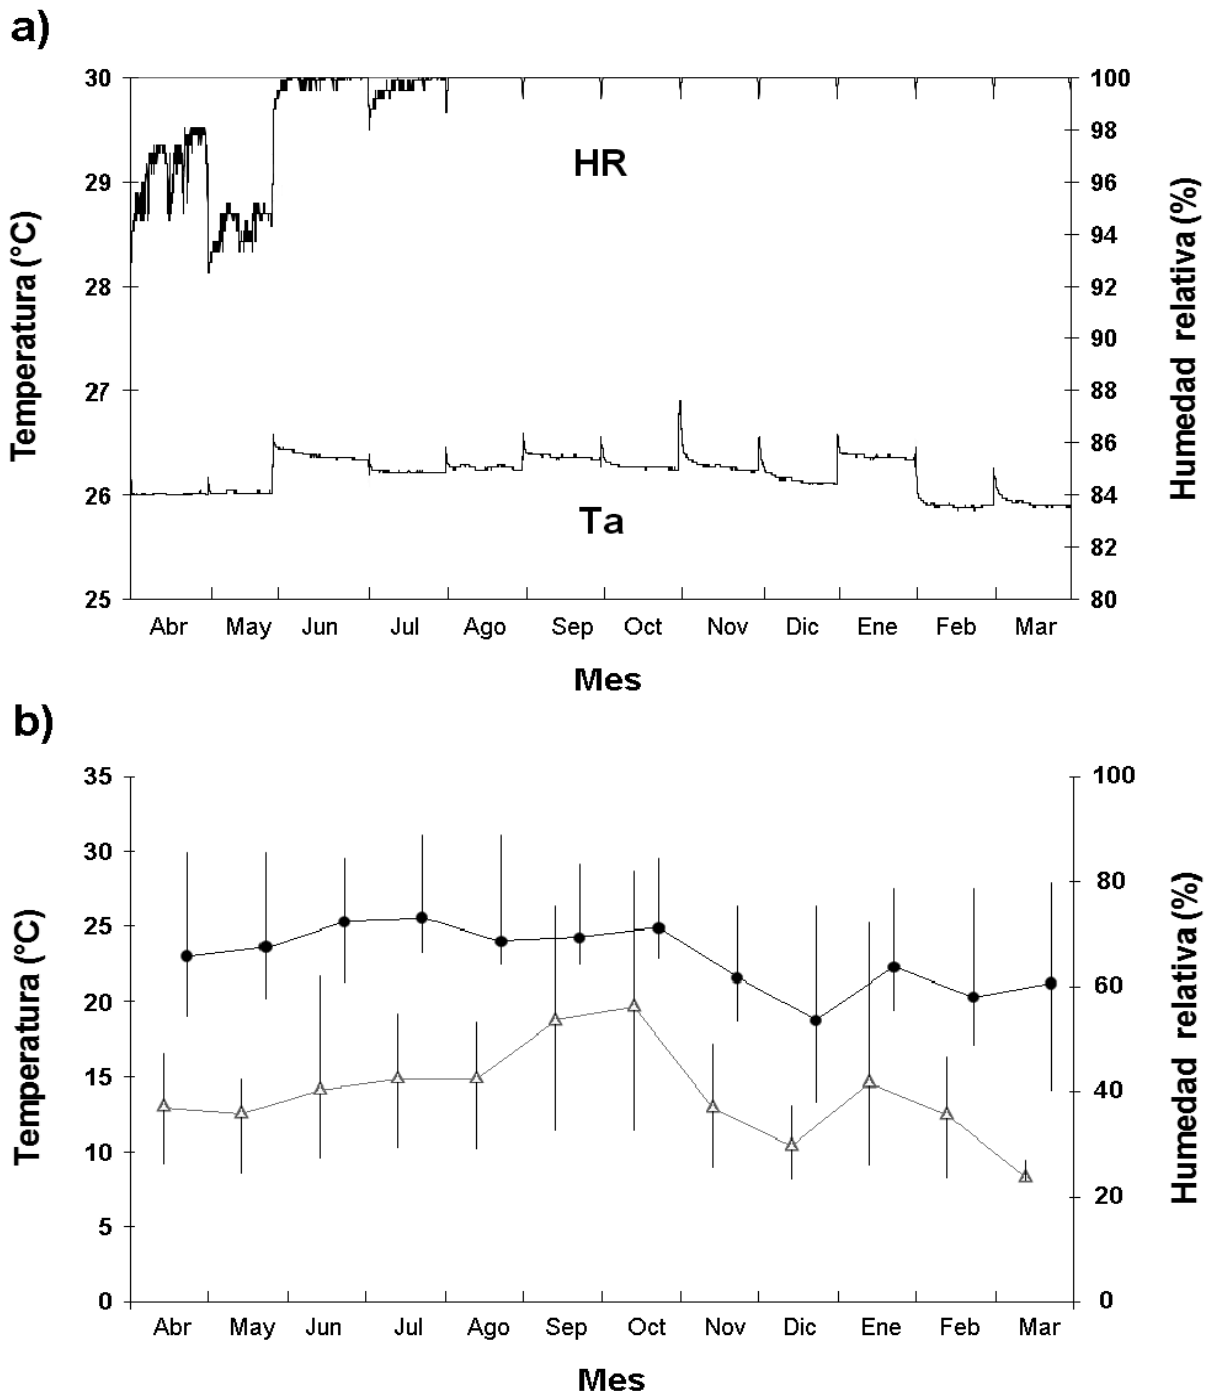 a)
Temperatura (°C)
30
29
28
27
26
25
HR
Ta
100
98
96
94
92
90
88
86
84
82
80
Humedad relativa (%)
Abr May Jun Jul Ago Sep Oct Nov Dic Ene Feb Mar
Mes
b)
Temperatura (°C)
35
30
25
20
15
10
5
0
100
80
60
40
20
0
Humedad relativa (%)
Abr May Jun Jul Ago Sep Oct Nov Dic Ene Feb Mar
Mes